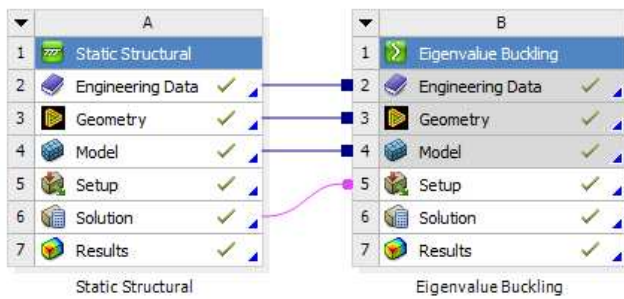 A
1 Static Structural
2 Engineering Data
3 Geometry
4 Model
5 Setup
6 Solution
7 Results
Static Structural
B
1 Eigenvalue Buckling
2 Engineering Data
3 Geometry
4 Model
5 Setup
6 Solution
7 Results
Eigenvalue Buckling